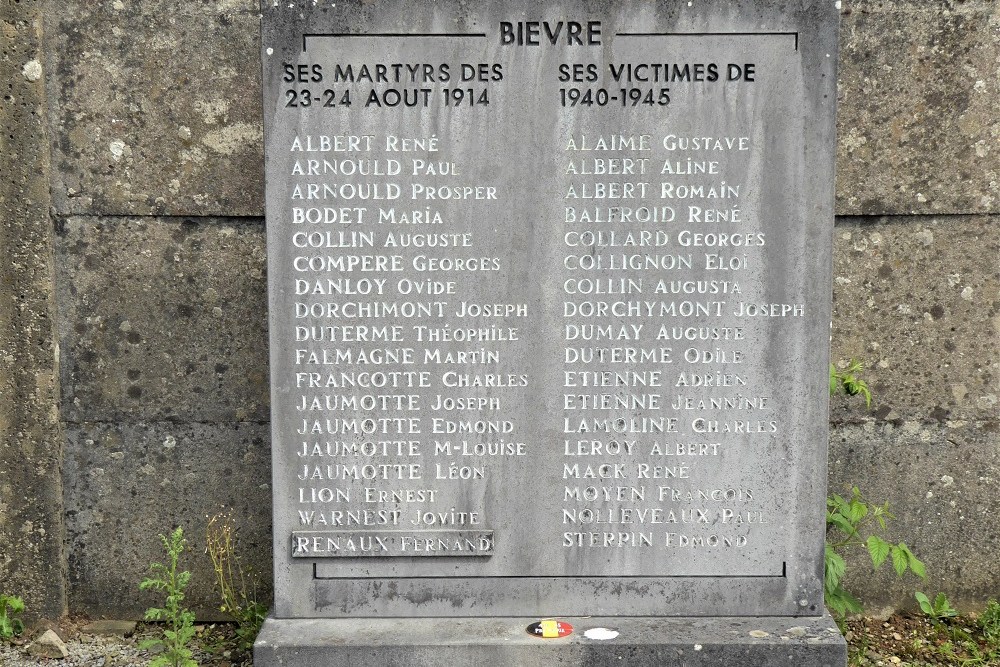 BIEVRE
SES MARTYRS DES
23-24 AOUT 1914
ALBERT RENÉ
ARNOULD PAUL
ARNOULD PROSPER
BODET MARIA
COLLIN AUGUSTE
COMPERE GEORGES
DANLOY OVIDE
DORCHIMONT JOSEPH
DUTERME THÉOPHILE
FALMAGNE MARTIN
FRANCOTTE CHARLES
JAUMOTTE JOSEPH
JAUMOTTE EDMOND
JAUMOTTE M-LOUISE
JAUMOTTE LÉON
LION ERNEST
WARNEST JOVITE
RENAUX FERNAND
SES VICTIMES DE
1940-1945
ALAIME GUSTAVE
ALBERT ALINE
ALBERT ROMAIN
BALFROID RENÉ
COLLARD GEORGES
COLLIGNON ELOÏ
COLLIN AUGUSTA
DORCHYMONT JOSEPH
DUMAY AUGUSTE
DUTERME ODILE
ETIENNE ADRIEN
ETIENNE JEANNINE
LAMOLINE CHARLES
LEROY ALBERT
MACK RENÉ
MOYEN FRANÇOIS
NOLLEVEAUX PAUL
STERPIN EDMOND